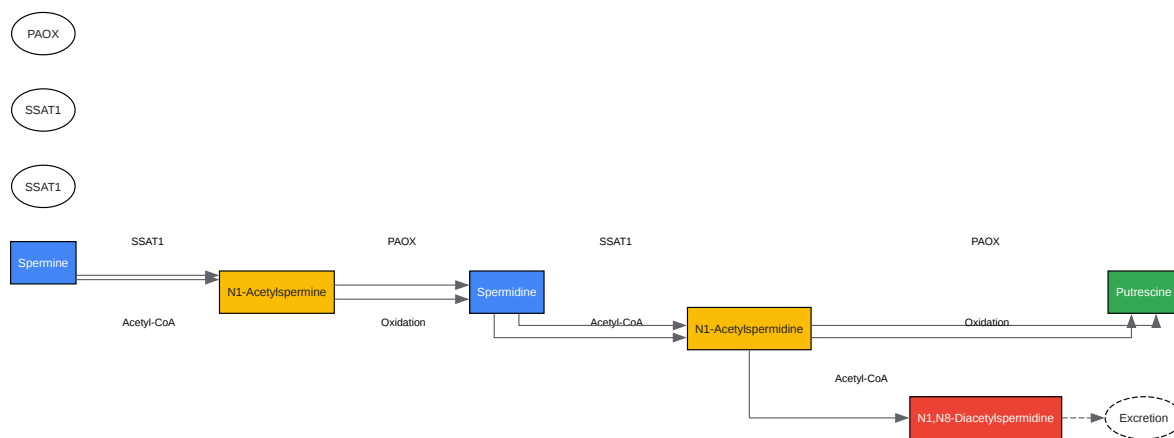 PAOX
SSAT1
SSAT1
SSAT1
PAOX
SSAT1
PAOX
Spermine
N1-Acetylspermine
Spermidine
Putrescine
Acetyl-CoA
Oxidation
Acetyl-CoA
Oxidation
N1-Acetylspermidine
Acetyl-CoA
N1,N8-Diacetylspermidine
Excretion